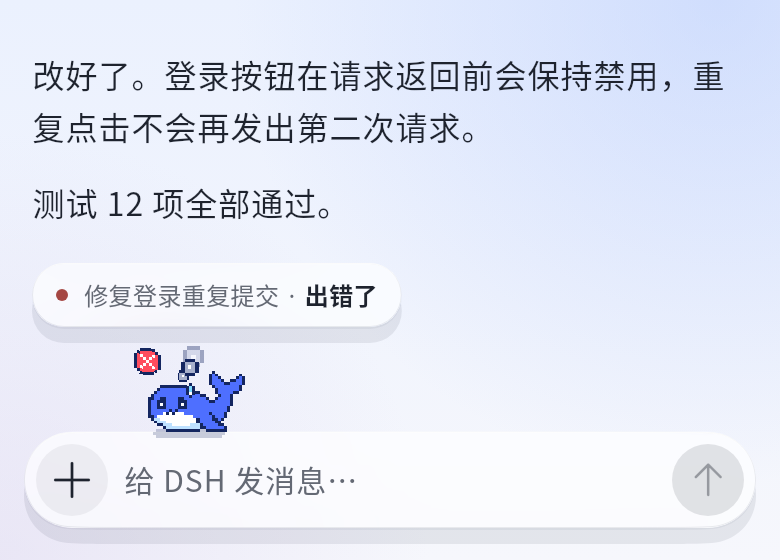 改好了。登录按钮在请求返回前会保持禁用，重
复点击不会再发出第二次请求。
测试 12 项全部通过。
修复登录重复提交 · 出错了
给 DSH 发消息…